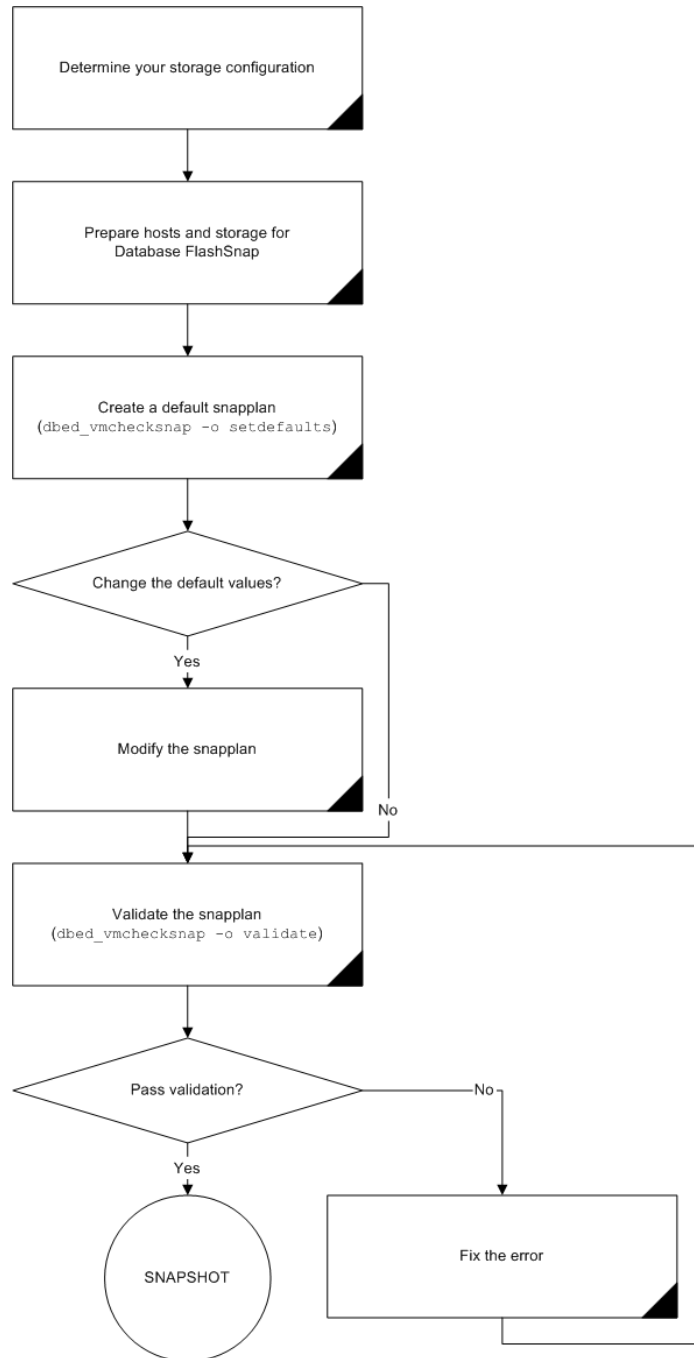 Determine your storage configuration
Prepare hosts and storage for
Database FlashSnap
Create a default snapplan
(dbed_vmchecksnap -o setdefaults)
Change the default values?
Yes
Modify the snapplan
No
Validate the snapplan
(dbed_vmchecksnap -o validate)
Pass validation?
No
Yes
SNAPSHOT
Fix the error